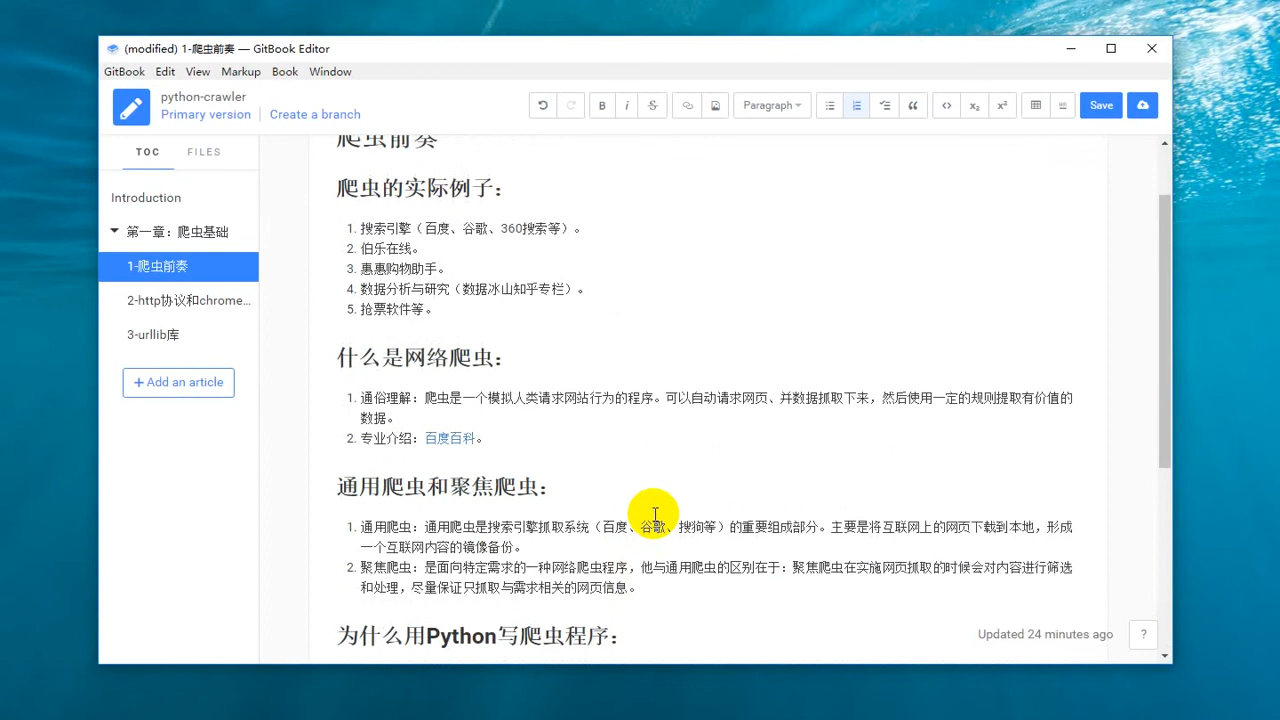 (modified) 1-爬虫前奏 — GitBook Editor
GitBook Edit View Markup Book Window
python-crawler
Primary version Create a branch
B i S Paragraph Save
TOC FILES
Introduction
第一章：爬虫基础
1-爬虫前奏
2-http协议和chrome...
3-urllib库
+ Add an article
爬虫前奏
爬虫的实际例子：
1. 搜索引擎（百度、谷歌、360搜索等）。
2. 伯乐在线。
3. 惠惠购物助手。
4. 数据分析与研究（数据冰山知乎专栏）。
5. 抢票软件等。
什么是网络爬虫：
1. 通俗理解：爬虫是一个模拟人类请求网站行为的程序。可以自动请求网页、并数据抓取下来，然后使用一定的规则提取有价值的
数据。
2. 专业介绍：百度百科。
通用爬虫和聚焦爬虫：
1. 通用爬虫：通用爬虫是搜索引擎抓取系统（百度、谷歌、搜狗等）的重要组成部分。主要是将互联网上的网页下载到本地，形成
一个互联网内容的镜像备份。
2. 聚焦爬虫：是面向特定需求的一种网络爬虫程序，他与通用爬虫的区别在于：聚焦爬虫在实施网页抓取的时候会对内容进行筛选
和处理，尽量保证只抓取与需求相关的网页信息。
为什么用Python写爬虫程序：
Updated 24 minutes ago ?